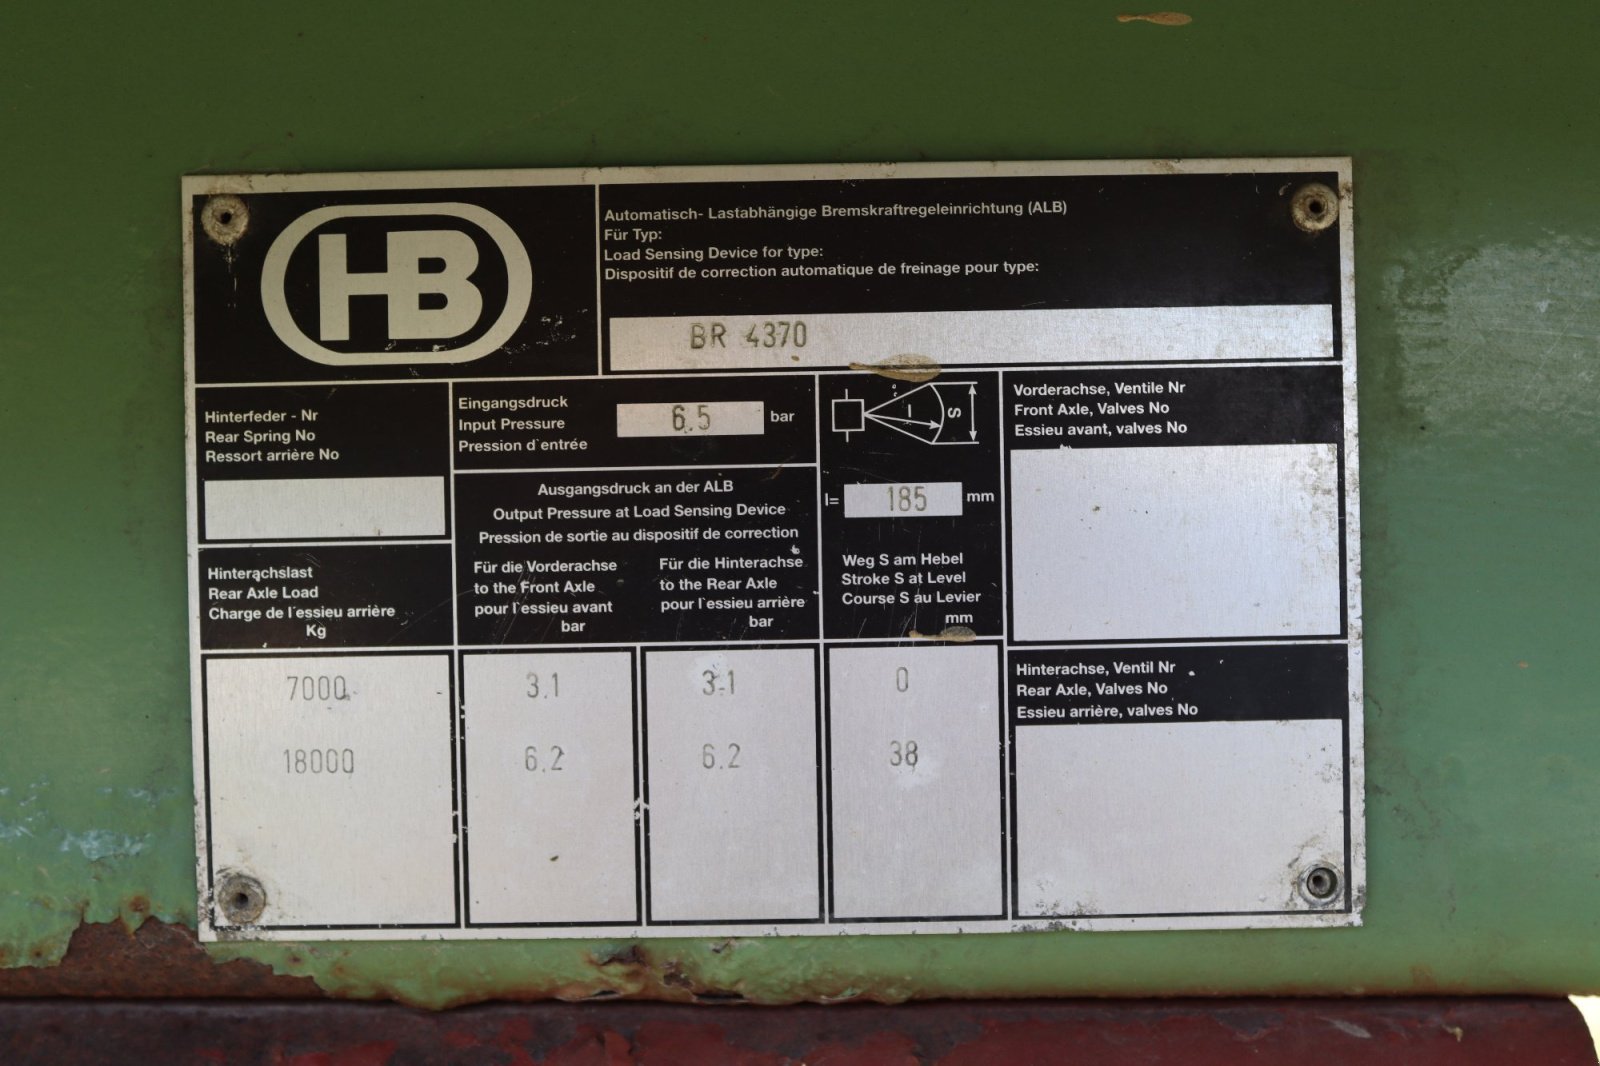 HB
Automatisch- Lastabhängige Bremskraftregeleinrichtung (ALB)
Für Typ:
Load Sensing Device for type:
Dispositif de correction automatique de freinage pour type:
BR 4370
Hinterfeder - Nr
Rear Spring No
Ressort arrière No
Eingangsdruck
Input Pressure
Pression d`entrée
6.5 bar
Ausgangsdruck an der ALB
Output Pressure at Load Sensing Device
Pression de sortie au dispositif de correction
Für die Vorderachse
to the Front Axle
pour l`essieu avant
bar
Für die Hinterachse
to the Rear Axle
pour l`essieu arrière
bar
S
l= 185 mm
Weg S am Hebel
Stroke S at Level
Course S au Levier
mm
Vorderachse, Ventile Nr
Front Axle, Valves No
Essieu avant, valves No
Hinterachslast
Rear Axle Load
Charge de l`essieu arrière
Kg
7000 3.1 3.1 0
18000 6.2 6.2 38
Hinterachse, Ventil Nr
Rear Axle, Valves No
Essieu arrière, valves No